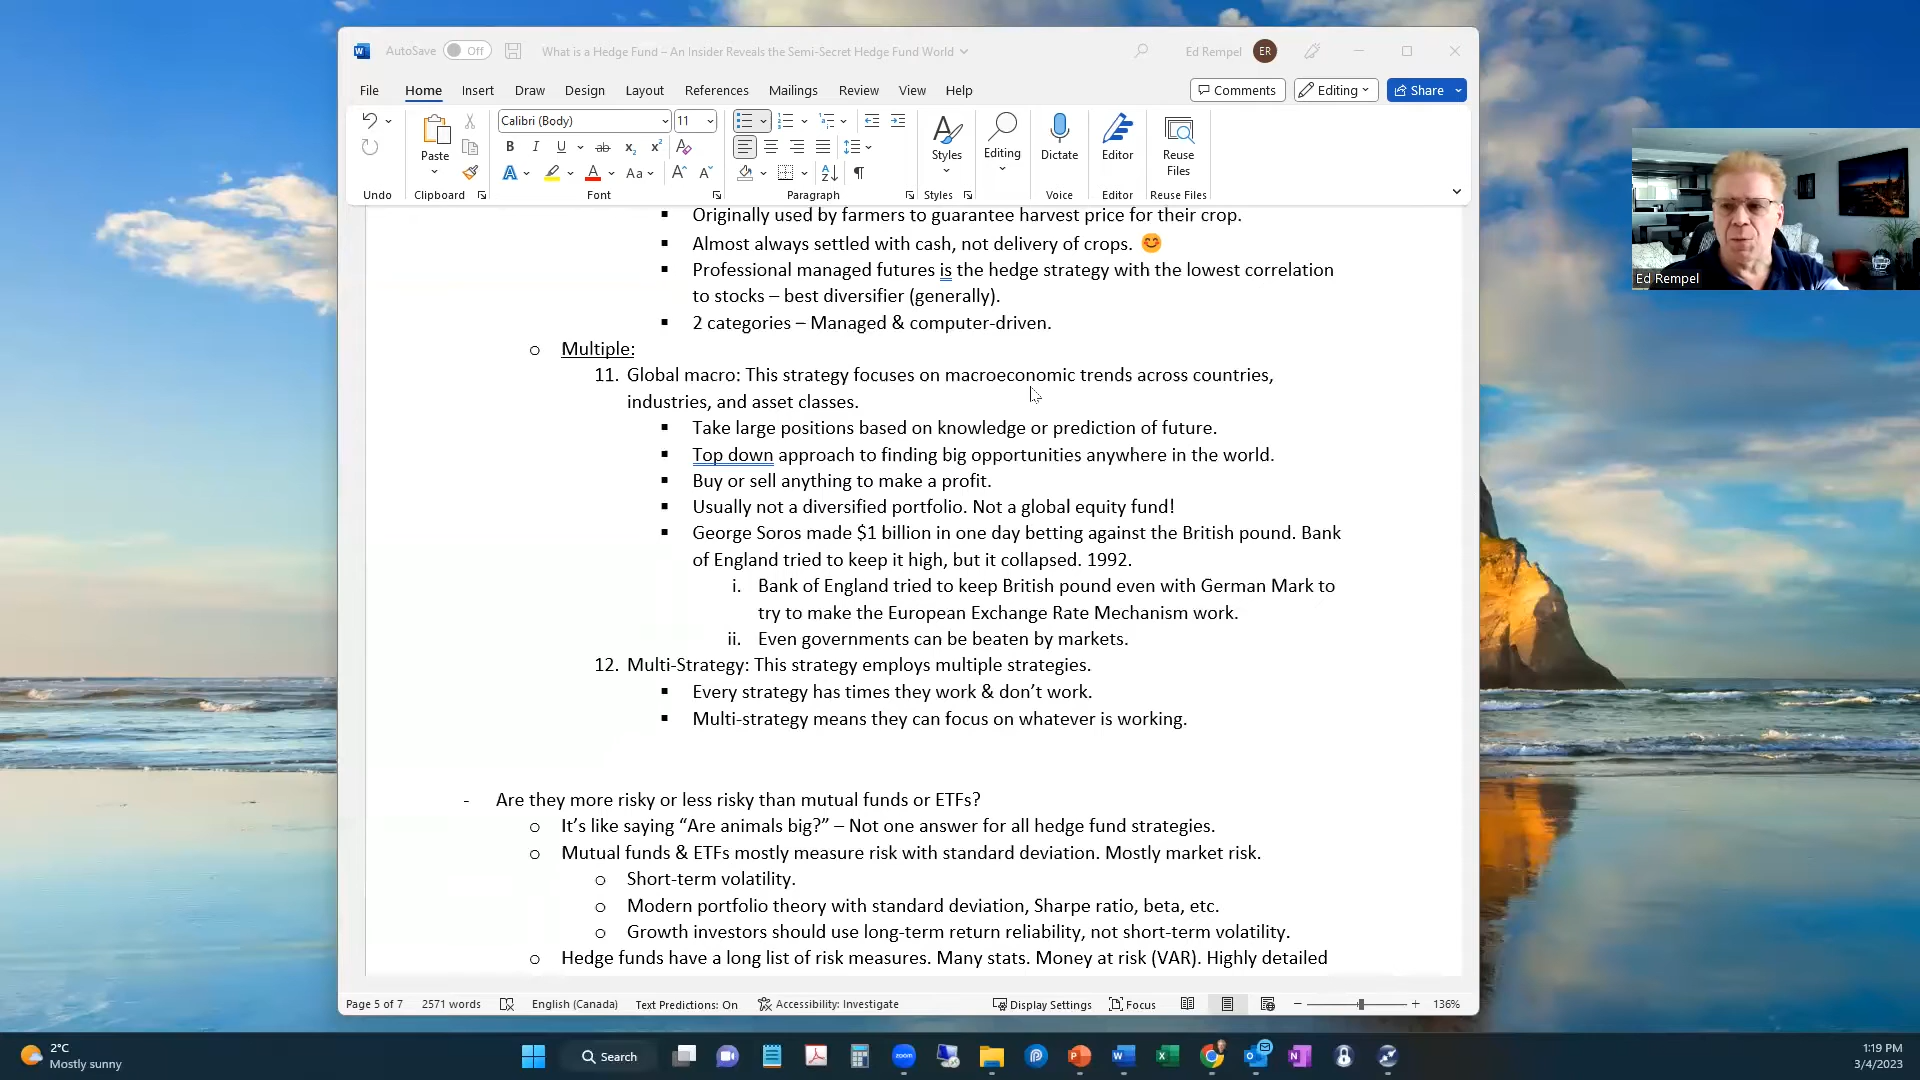 AutoSave Off What is a Hedge Fund – An Insider Reveals the Semi-Secret Hedge Fund World Ed Rempel ER
File Home Insert Draw Design Layout References Mailings Review View Help Comments Editing Share
Calibri (Body) 11
Paste Styles Editing Dictate Editor Reuse Files
Undo Clipboard Font Paragraph Styles Voice Editor Reuse Files
Ed Rempel
▪ Originally used by farmers to guarantee harvest price for their crop.
▪ Almost always settled with cash, not delivery of crops. 😊
▪ Professional managed futures is the hedge strategy with the lowest correlation
to stocks – best diversifier (generally).
▪ 2 categories – Managed & computer-driven.
o Multiple:
11. Global macro: This strategy focuses on macroeconomic trends across countries,
industries, and asset classes.
▪ Take large positions based on knowledge or prediction of future.
▪ Top down approach to finding big opportunities anywhere in the world.
▪ Buy or sell anything to make a profit.
▪ Usually not a diversified portfolio. Not a global equity fund!
▪ George Soros made $1 billion in one day betting against the British pound. Bank
of England tried to keep it high, but it collapsed. 1992.
i. Bank of England tried to keep British pound even with German Mark to
try to make the European Exchange Rate Mechanism work.
ii. Even governments can be beaten by markets.
12. Multi-Strategy: This strategy employs multiple strategies.
▪ Every strategy has times they work & don’t work.
▪ Multi-strategy means they can focus on whatever is working.
- Are they more risky or less risky than mutual funds or ETFs?
o It’s like saying “Are animals big?” – Not one answer for all hedge fund strategies.
o Mutual funds & ETFs mostly measure risk with standard deviation. Mostly market risk.
o Short-term volatility.
o Modern portfolio theory with standard deviation, Sharpe ratio, beta, etc.
o Growth investors should use long-term return reliability, not short-term volatility.
o Hedge funds have a long list of risk measures. Many stats. Money at risk (VAR). Highly detailed
Page 5 of 7 2571 words English (Canada) Text Predictions: On Accessibility: Investigate Display Settings Focus 136%
2°C
Mostly sunny
Search
zoom
1:19 PM
3/4/2023